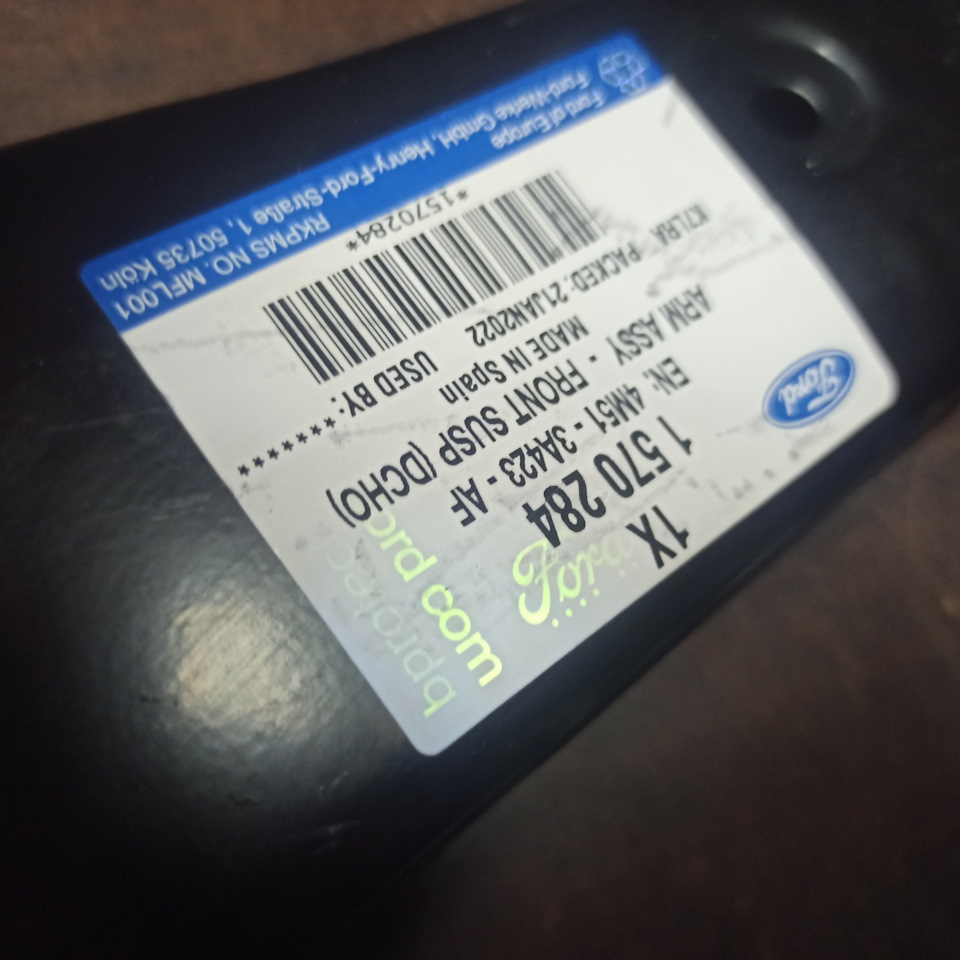 Ford
1X
1 570 284
EN: 4M51 - 3A423 - AF
ARM ASSY - FRONT SUSP (DCHO)
MADE IN Spain
K7LRA PACKED: 21JAN2022 USED BY: ********
*1570284*
Ford of Europe RKPMS NO. MFL001
Ford-Werke GmbH, Henry-Ford-Straße 1, 50735 Köln
Ford
ord com
bprotec